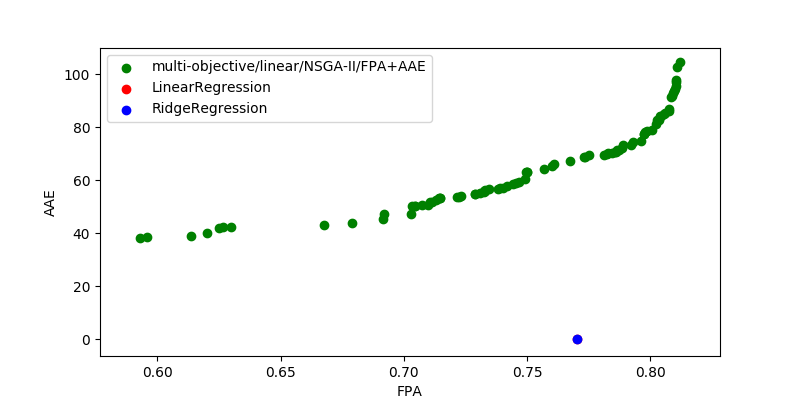 multi-objective/linear/NSGA-II/FPA+AAE
LinearRegression
RidgeRegression
100
80
60
40
20
0
AAE
0.60
0.65
0.70
0.75
0.80
FPA